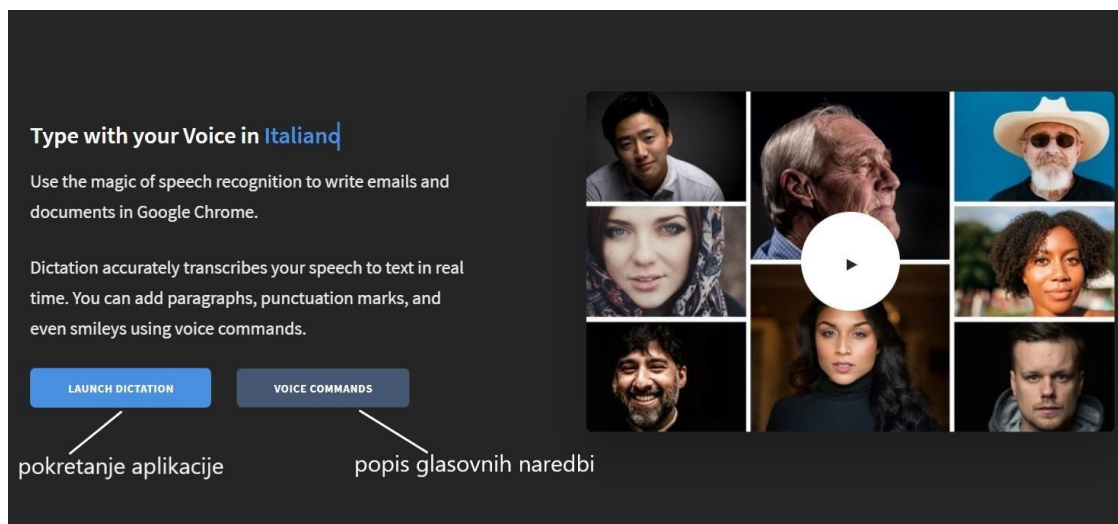 Type with your Voice in Italiano
Use the magic of speech recognition to write emails and
documents in Google Chrome.
Dictation accurately transcribes your speech to text in real
time. You can add paragraphs, punctuation marks, and
even smileys using voice commands.
LAUNCH DICTATION
VOICE COMMANDS
pokretanje aplikacije
popis glasovnih naredbi